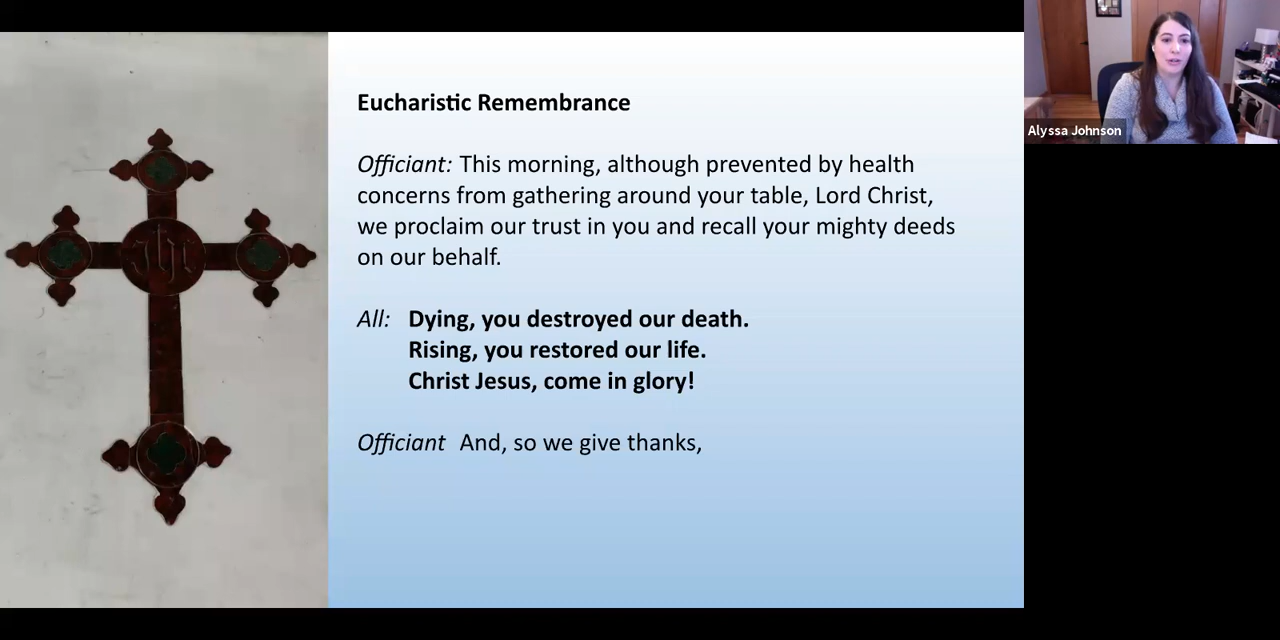 Eucharistic Remembrance
Officiant: This morning, although prevented by health
concerns from gathering around your table, Lord Christ,
we proclaim our trust in you and recall your mighty deeds
on our behalf.
All: Dying, you destroyed our death.
Rising, you restored our life.
Christ Jesus, come in glory!
Officiant And, so we give thanks,
Alyssa Johnson